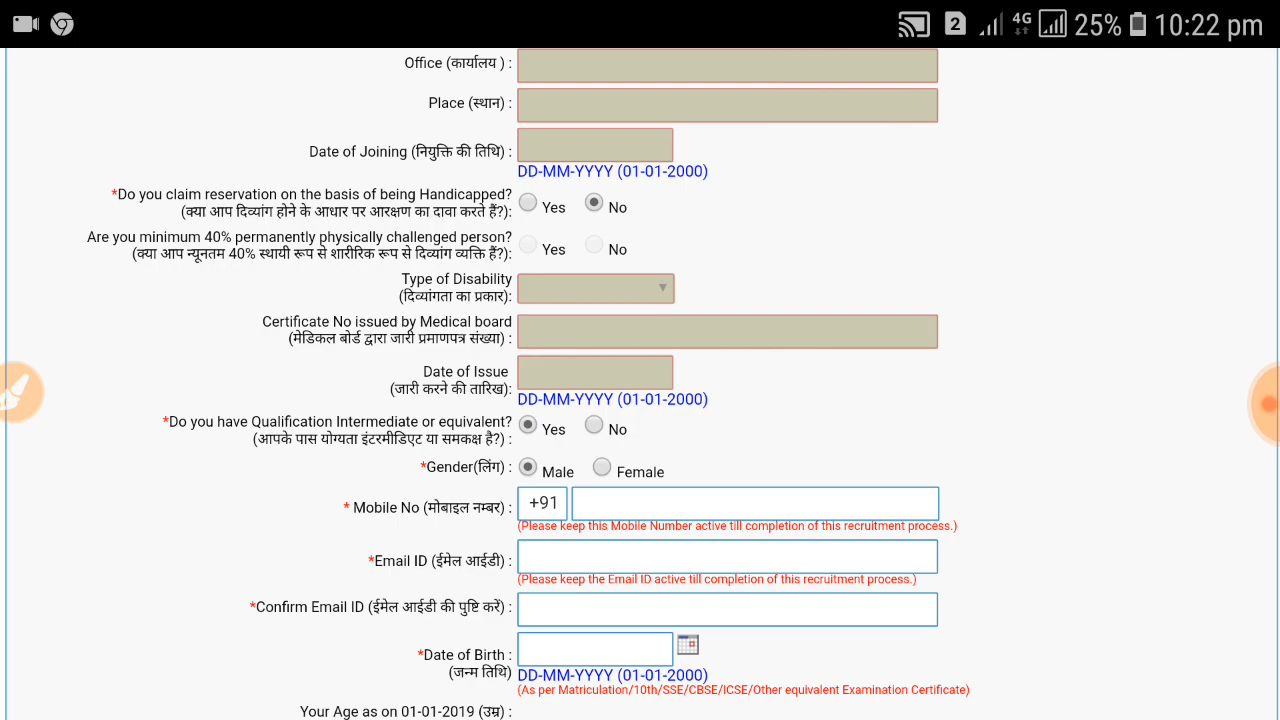 2 4G 25% 10:22 pm
Office (कार्यालय ) :
Place (स्थान) :
Date of Joining (नियुक्ति की तिथि) :
DD-MM-YYYY (01-01-2000)
*Do you claim reservation on the basis of being Handicapped?
(क्या आप दिव्यांग होने के आधार पर आरक्षण का दावा करते हैं?): Yes No
Are you minimum 40% permanently physically challenged person?
(क्या आप न्यूनतम 40% स्थायी रूप से शारीरिक रूप से दिव्यांग व्यक्ति हैं?): Yes No
Type of Disability
(दिव्यांगता का प्रकार):
Certificate No issued by Medical board
(मेडिकल बोर्ड द्वारा जारी प्रमाणपत्र संख्या) :
Date of Issue
(जारी करने की तारिख):
DD-MM-YYYY (01-01-2000)
*Do you have Qualification Intermediate or equivalent?
(आपके पास योग्यता इंटरमीडिएट या समकक्ष है?) : Yes No
*Gender(लिंग) : Male Female
* Mobile No (मोबाइल नम्बर) : +91
(Please keep this Mobile Number active till completion of this recruitment process.)
*Email ID (ईमेल आईडी) :
(Please keep the Email ID active till completion of this recruitment process.)
*Confirm Email ID (ईमेल आईडी की पुष्टि करें) :
*Date of Birth :
(जन्म तिथि) DD-MM-YYYY (01-01-2000)
(As per Matriculation/10th/SSE/CBSE/ICSE/Other equivalent Examination Certificate)
Your Age as on 01-01-2019 (उम्र) :